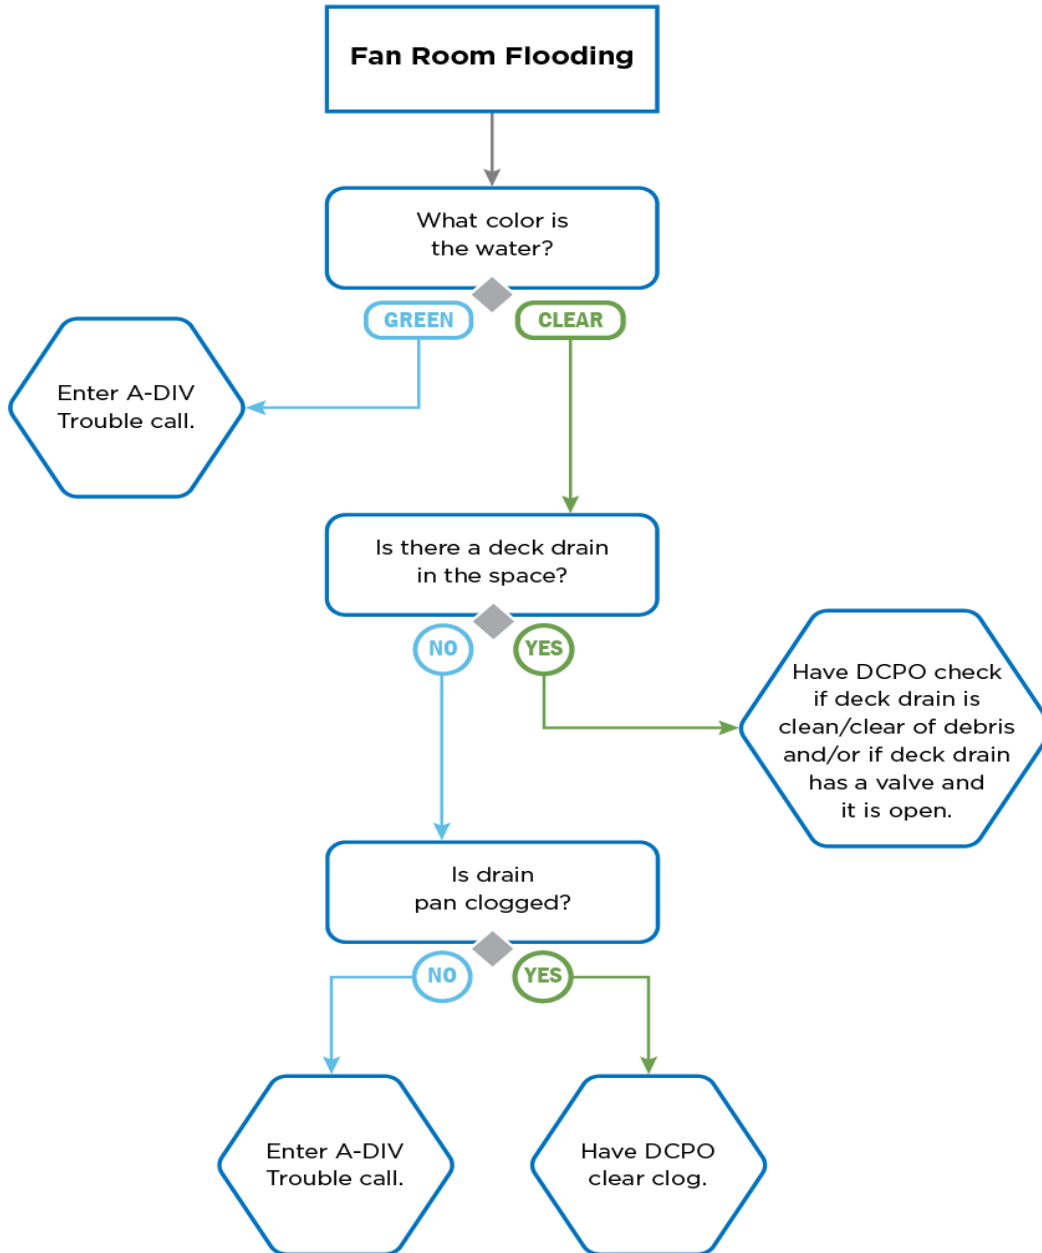 Fan Room Flooding
What color is
the water?
GREEN
CLEAR
Enter A-DIV
Trouble call.
Is there a deck drain
in the space?
NO
YES
Have DCPO check
if deck drain is
clean/clear of debris
and/or if deck drain
has a valve and
it is open.
Is drain
pan clogged?
NO
YES
Enter A-DIV
Trouble call.
Have DCPO
clear clog.